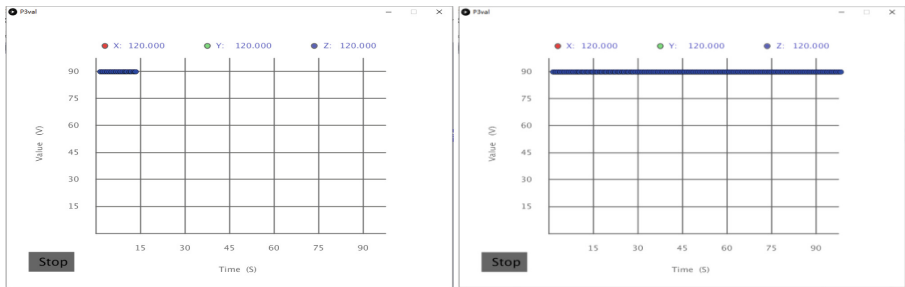 P3val
X: 120.000 Y: 120.000 Z: 120.000
90
75
60
45
30
15
Value (V)
15 30 45 60 75 90
Time (S)
Stop
P3val
X: 120.000 Y: 120.000 Z: 120.000
90
75
60
45
30
15
Value (V)
15 30 45 60 75 90
Time (S)
Stop